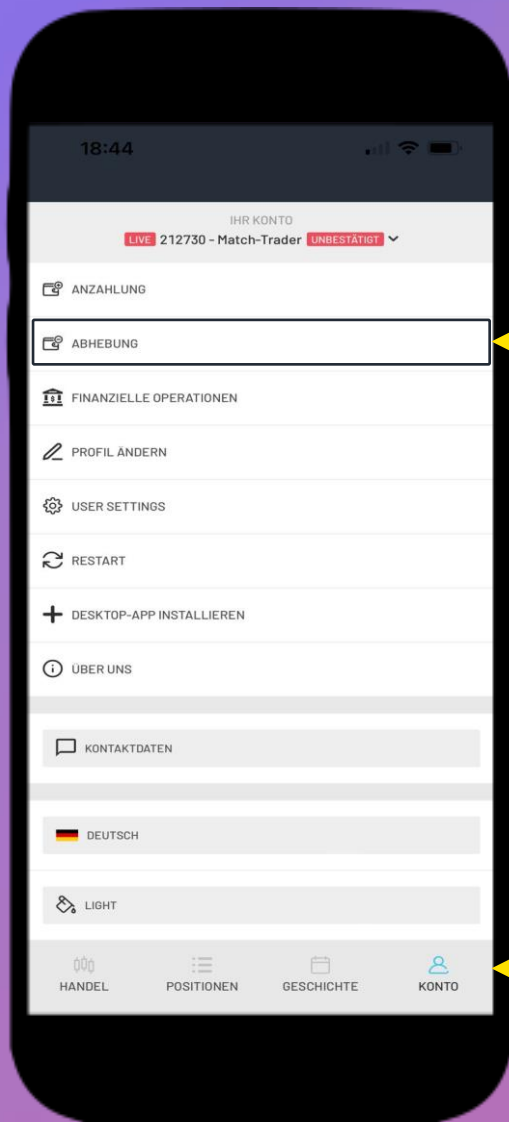 18:44
IHR KONTO
LIVE 212730 - Match-Trader UNBESTÄTIGT
ANZAHLUNG
ABHEBUNG
FINANZIELLE OPERATIONEN
PROFIL ÄNDERN
USER SETTINGS
RESTART
DESKTOP-APP INSTALLIEREN
ÜBER UNS
KONTAKTDATEN
DEUTSCH
LIGHT
HANDEL POSITIONEN GESCHICHTE KONTO